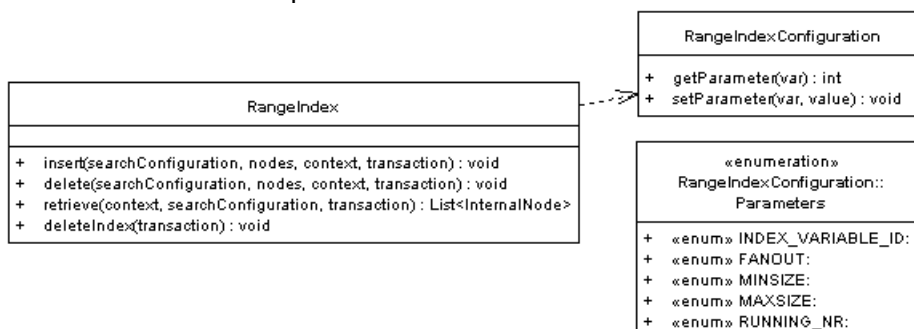 RangeIndexConfiguration
+ getParameter(var) : int
+ setParameter(var, value) : void
RangeIndex
+ insert(searchConfiguration, nodes, context, transaction) : void
+ delete(searchConfiguration, nodes, context, transaction) : void
+ retrieve(context, searchConfiguration, transaction) : List<InternalNode>
+ deleteIndex(transaction) : void
«enumeration»
RangeIndexConfiguration::
Parameters
+ «enum» INDEX_VARIABLE_ID:
+ «enum» FANOUT:
+ «enum» MINSIZE:
+ «enum» MAXSIZE:
+ «enum» RUNNING_NR: